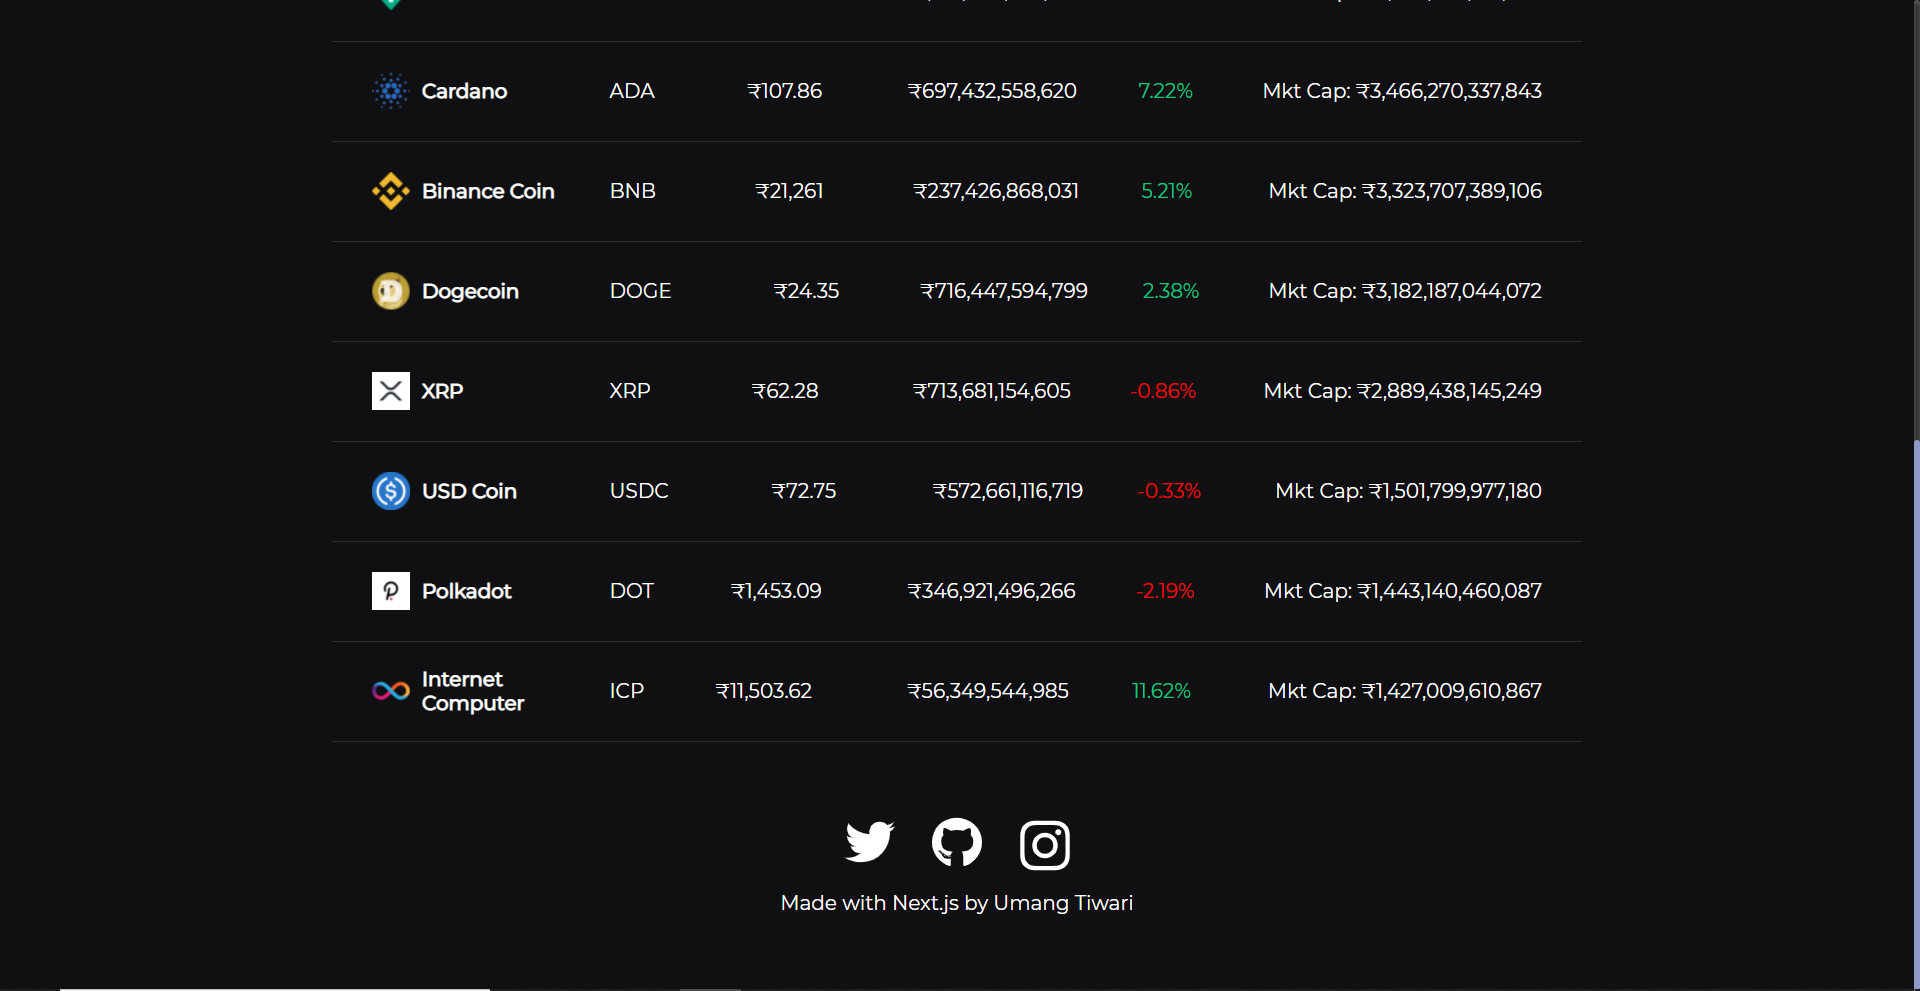 Cardano ADA ₹107.86 ₹697,432,558,620 7.22% Mkt Cap: ₹3,466,270,337,843
Binance Coin BNB ₹21,261 ₹237,426,868,031 5.21% Mkt Cap: ₹3,323,707,389,106
Dogecoin DOGE ₹24.35 ₹716,447,594,799 2.38% Mkt Cap: ₹3,182,187,044,072
XRP XRP ₹62.28 ₹713,681,154,605 -0.86% Mkt Cap: ₹2,889,438,145,249
USD Coin USDC ₹72.75 ₹572,661,116,719 -0.33% Mkt Cap: ₹1,501,799,977,180
Polkadot DOT ₹1,453.09 ₹346,921,496,266 -2.19% Mkt Cap: ₹1,443,140,460,087
Internet
Computer ICP ₹11,503.62 ₹56,349,544,985 11.62% Mkt Cap: ₹1,427,009,610,867
Made with Next.js by Umang Tiwari